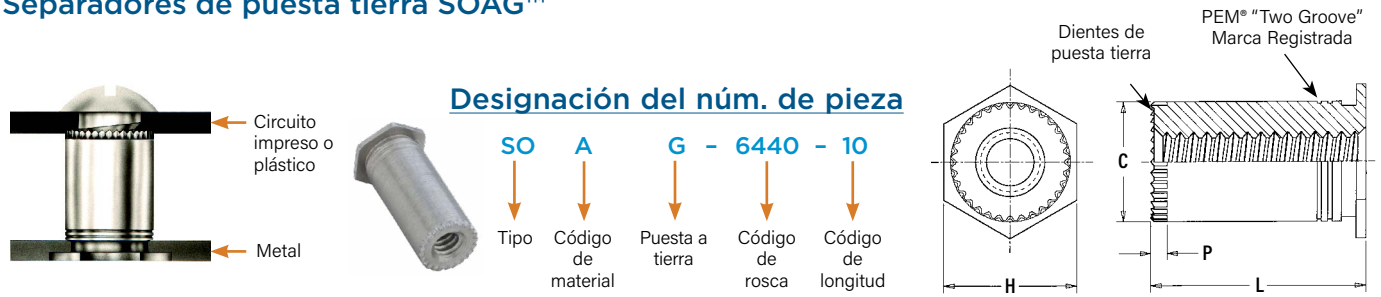 Separadores de puesta tierra SOAG™
Circuito
impreso o
plástico
Metal
Designación del núm. de pieza
SO A G – 6440 – 10
Tipo
Código
de
material
Puesta a
tierra
Código
de
rosca
Código
de
longitud
Dientes de
puesta tierra
PEM® “Two Groove”
Marca Registrada
C
P
H
L